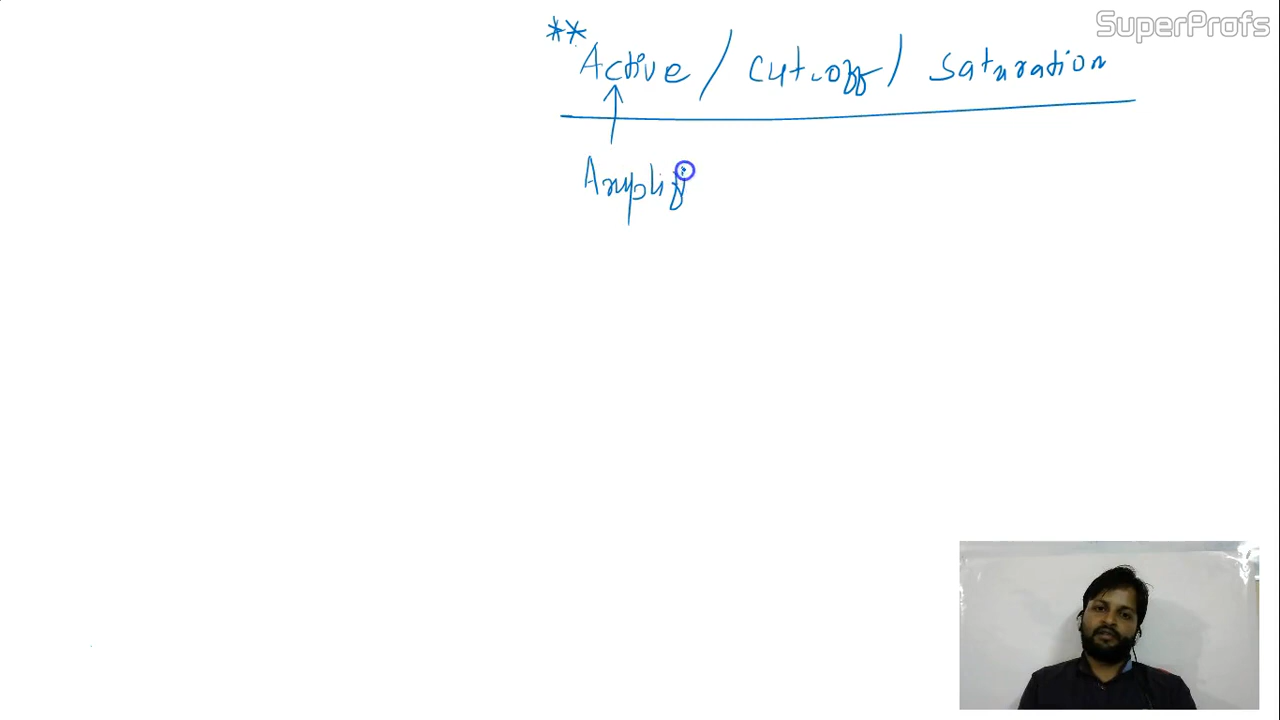 SuperProfs
** Active / cut-off / saturation
Amplif